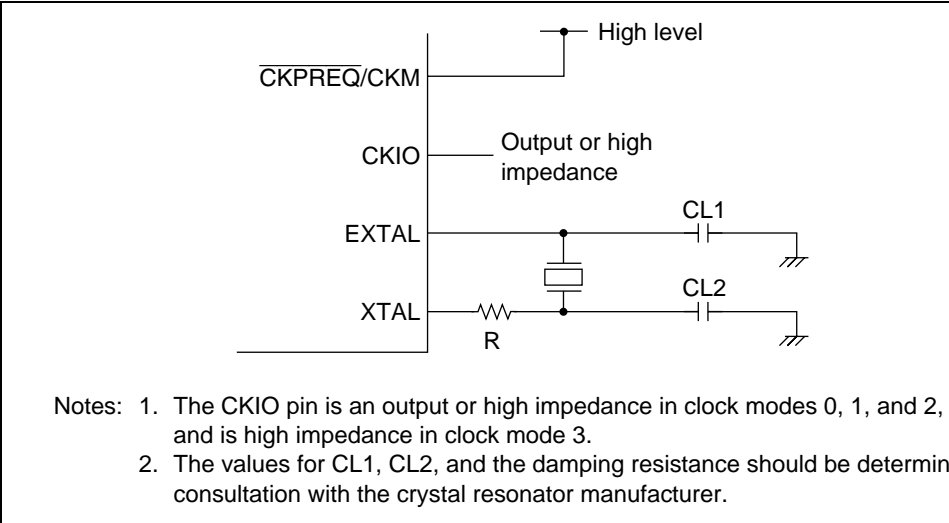 High level
CKPREQ/CKM
CKIO
Output or high
impedance
EXTAL
CL1
XTAL
R
CL2
Notes: 1. The CKIO pin is an output or high impedance in clock modes 0, 1, and 2,
and is high impedance in clock mode 3.
2. The values for CL1, CL2, and the damping resistance should be determin
consultation with the crystal resonator manufacturer.